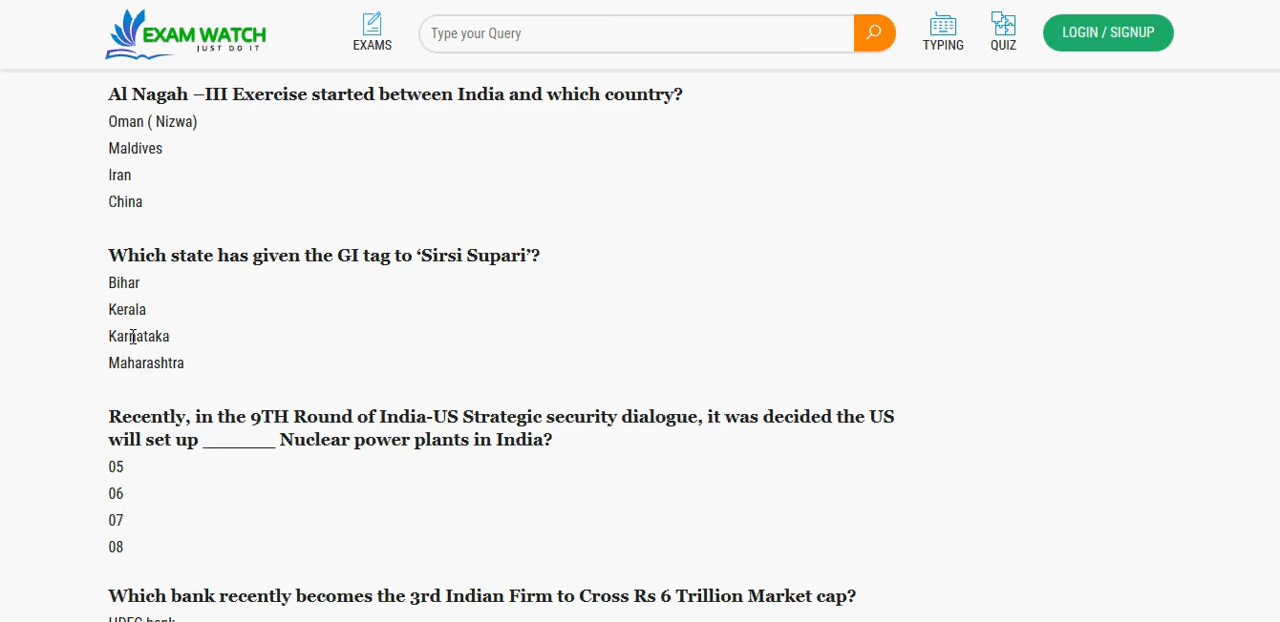 EXAM WATCH
JUST DO IT
EXAMS
Type your Query
TYPING
QUIZ
LOGIN / SIGNUP
Al Nagah –III Exercise started between India and which country?
Oman ( Nizwa)
Maldives
Iran
China
Which state has given the GI tag to ‘Sirsi Supari’?
Bihar
Kerala
Karnataka
Maharashtra
Recently, in the 9TH Round of India-US Strategic security dialogue, it was decided the US
will set up _______ Nuclear power plants in India?
05
06
07
08
Which bank recently becomes the 3rd Indian Firm to Cross Rs 6 Trillion Market cap?
HDFC bank